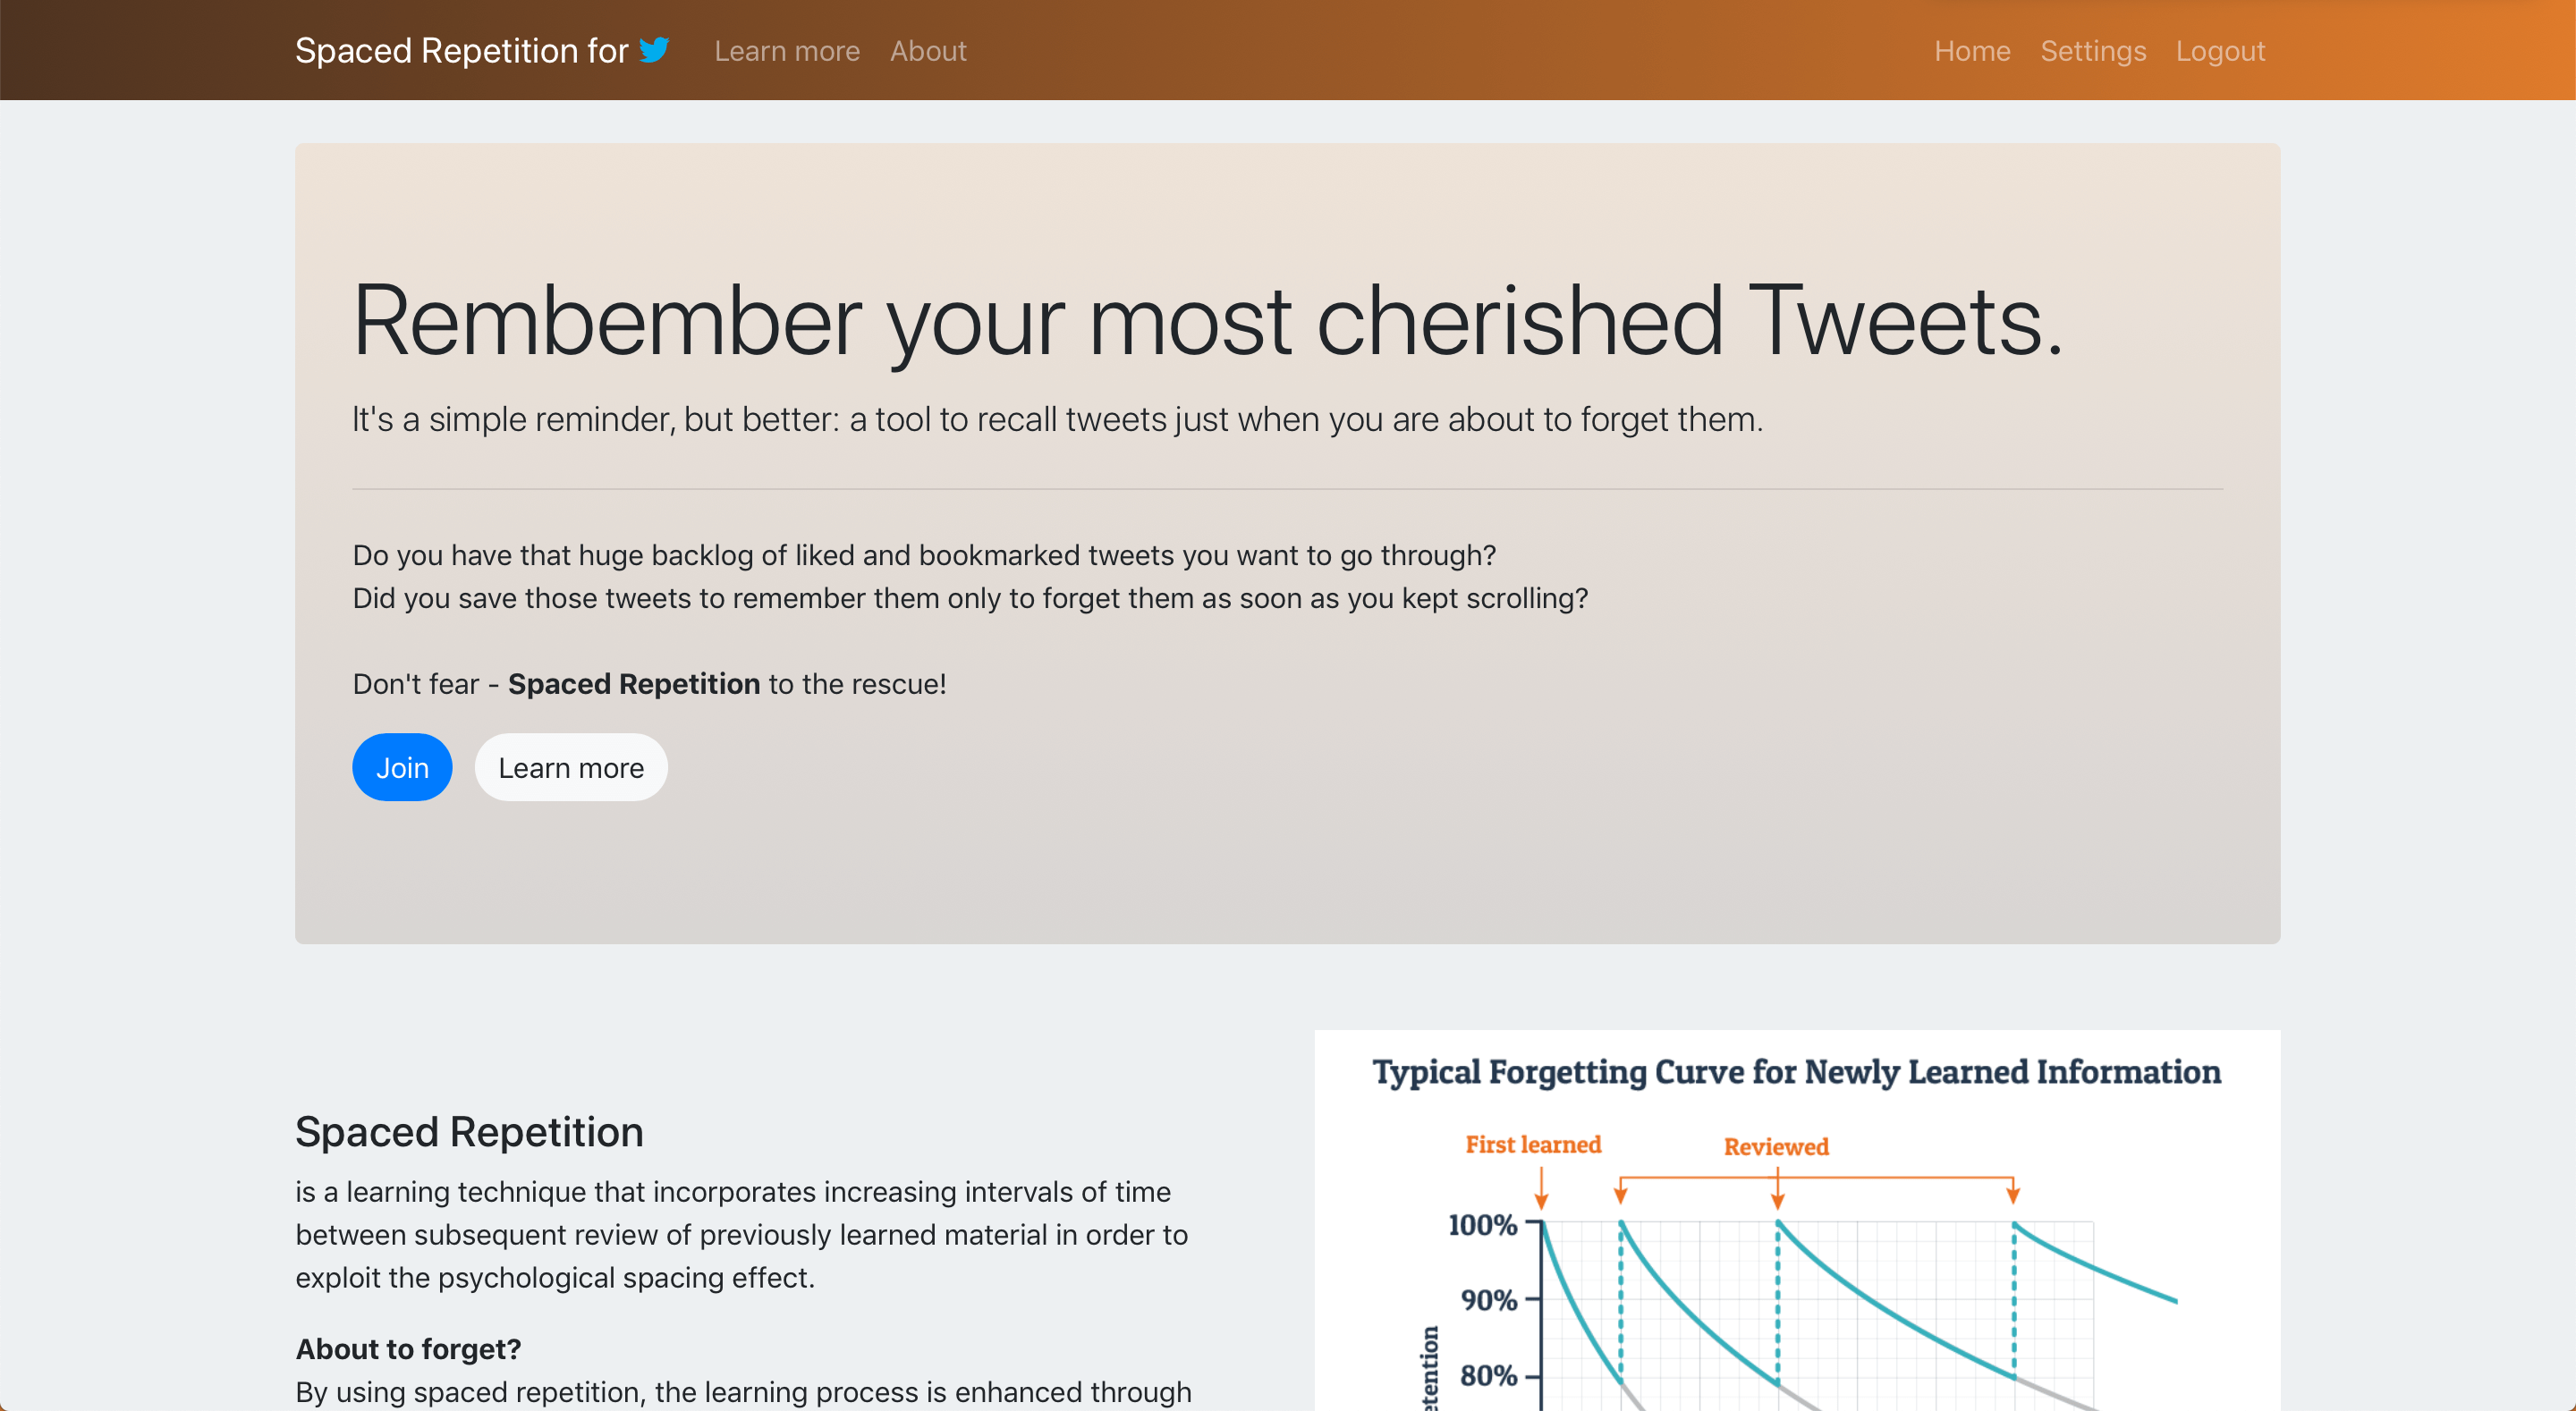 Spaced Repetition for
Learn more
About
Home
Settings
Logout
Rembember your most cherished Tweets.
It's a simple reminder, but better: a tool to recall tweets just when you are about to forget them.
Do you have that huge backlog of liked and bookmarked tweets you want to go through?
Did you save those tweets to remember them only to forget them as soon as you kept scrolling?
Don't fear - Spaced Repetition to the rescue!
Join
Learn more
Spaced Repetition
is a learning technique that incorporates increasing intervals of time
between subsequent review of previously learned material in order to
exploit the psychological spacing effect.
About to forget?
By using spaced repetition, the learning process is enhanced through
Typical Forgetting Curve for Newly Learned Information
First learned
Reviewed
100%
90%
80%
etention